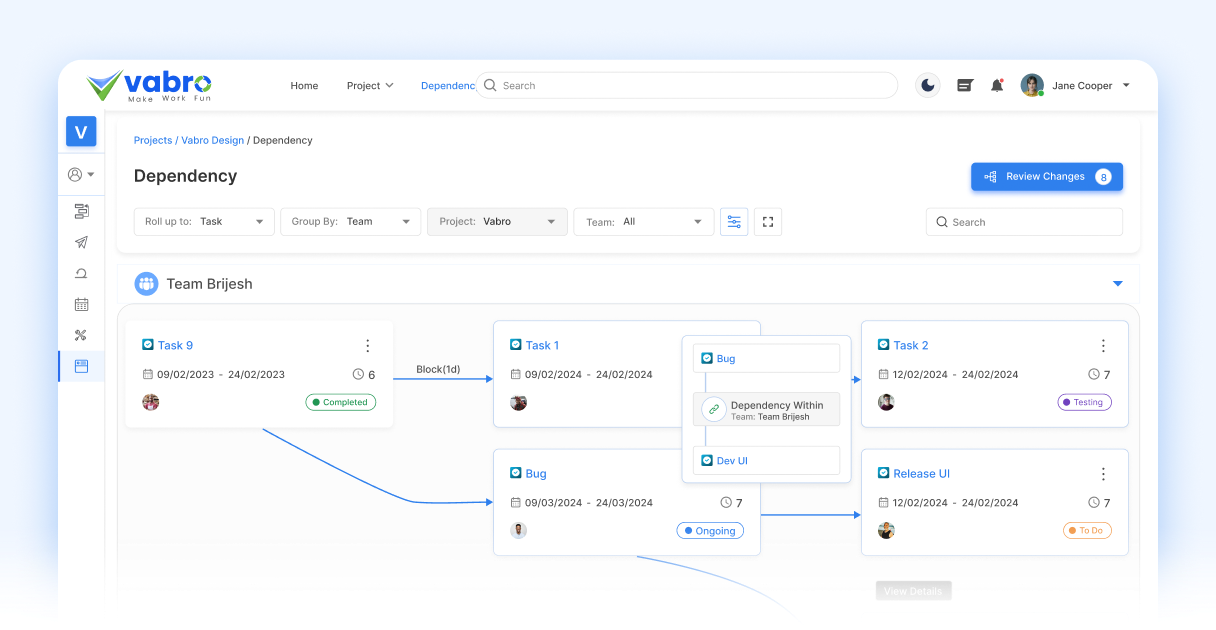 vabro
Make Work Fun
Home
Project
Dependenc
Search
Jane Cooper
V
Projects / Vabro Design / Dependency
Dependency
Review Changes 8
Roll up to: Task
Group By: Team
Project: Vabro
Team: All
Search
Team Brijesh
Task 9
09/02/2023 - 24/02/2023
6
Completed
Block(1d)
Task 1
09/02/2024 - 24/02/2024
Bug
Dependency Within
Team: Team Brijesh
Dev UI
Task 2
12/02/2024 - 24/02/2024
7
Testing
Bug
09/03/2024 - 24/03/2024
7
Ongoing
Release UI
12/02/2024 - 24/02/2024
7
To Do
View Details